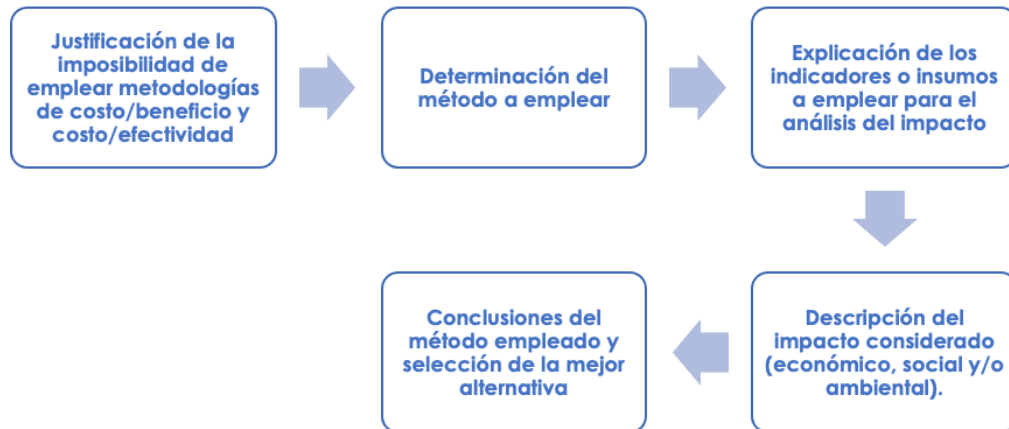 Justificación de la
imposibilidad de
emplear metodologías
de costo/beneficio y
costo/efectividad
Determinación del
método a emplear
Explicación de los
indicadores o insumos
a emplear para el
análisis del impacto
Descripción del
impacto considerado
(económico, social y/o
ambiental).
Conclusiones del
método empleado y
selección de la mejor
alternativa